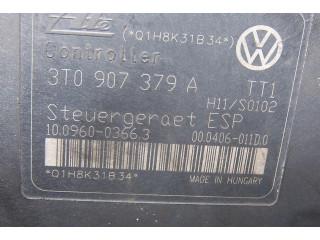 Ate (*Q1H8K31B34*)
Controller
3T0 907 379 A TT1
H11/S0102
Steuergeraet ESP
10.0960-0366.3 00.0406-011D.0
*Q1H8K31B34*
MADE IN HUNGARY